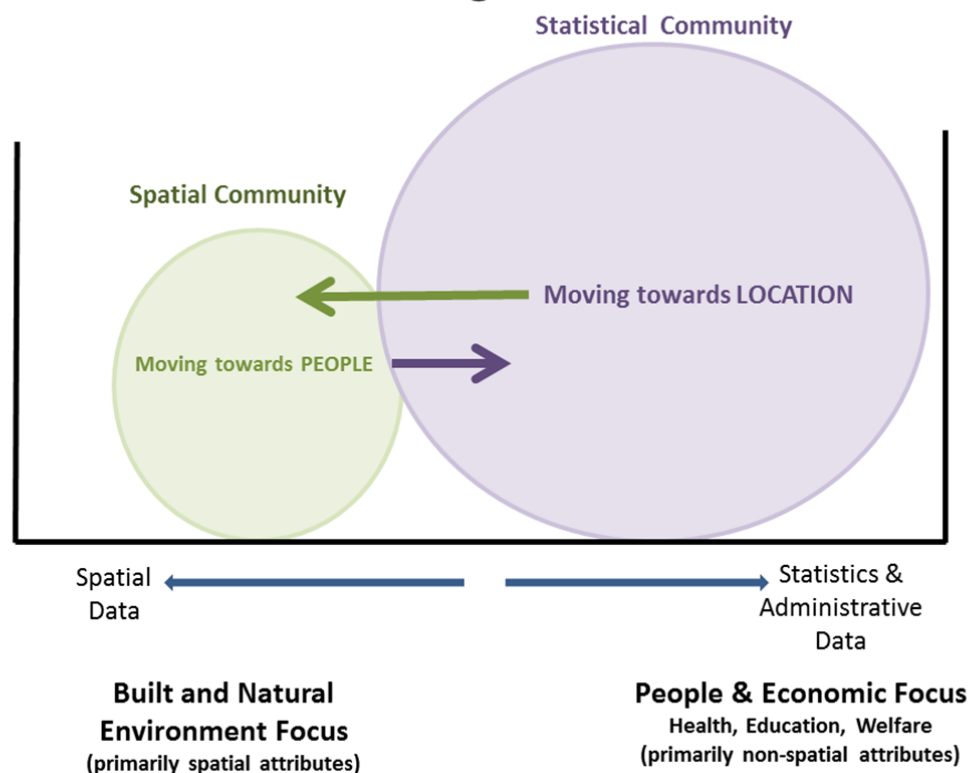 Statistical Community
Spatial Community
Moving towards LOCATION
Moving towards PEOPLE
Spatial
Data
Statistics &
Administrative
Data
Built and Natural
Environment Focus
(primarily spatial attributes)
People & Economic Focus
Health, Education, Welfare
(primarily non-spatial attributes)